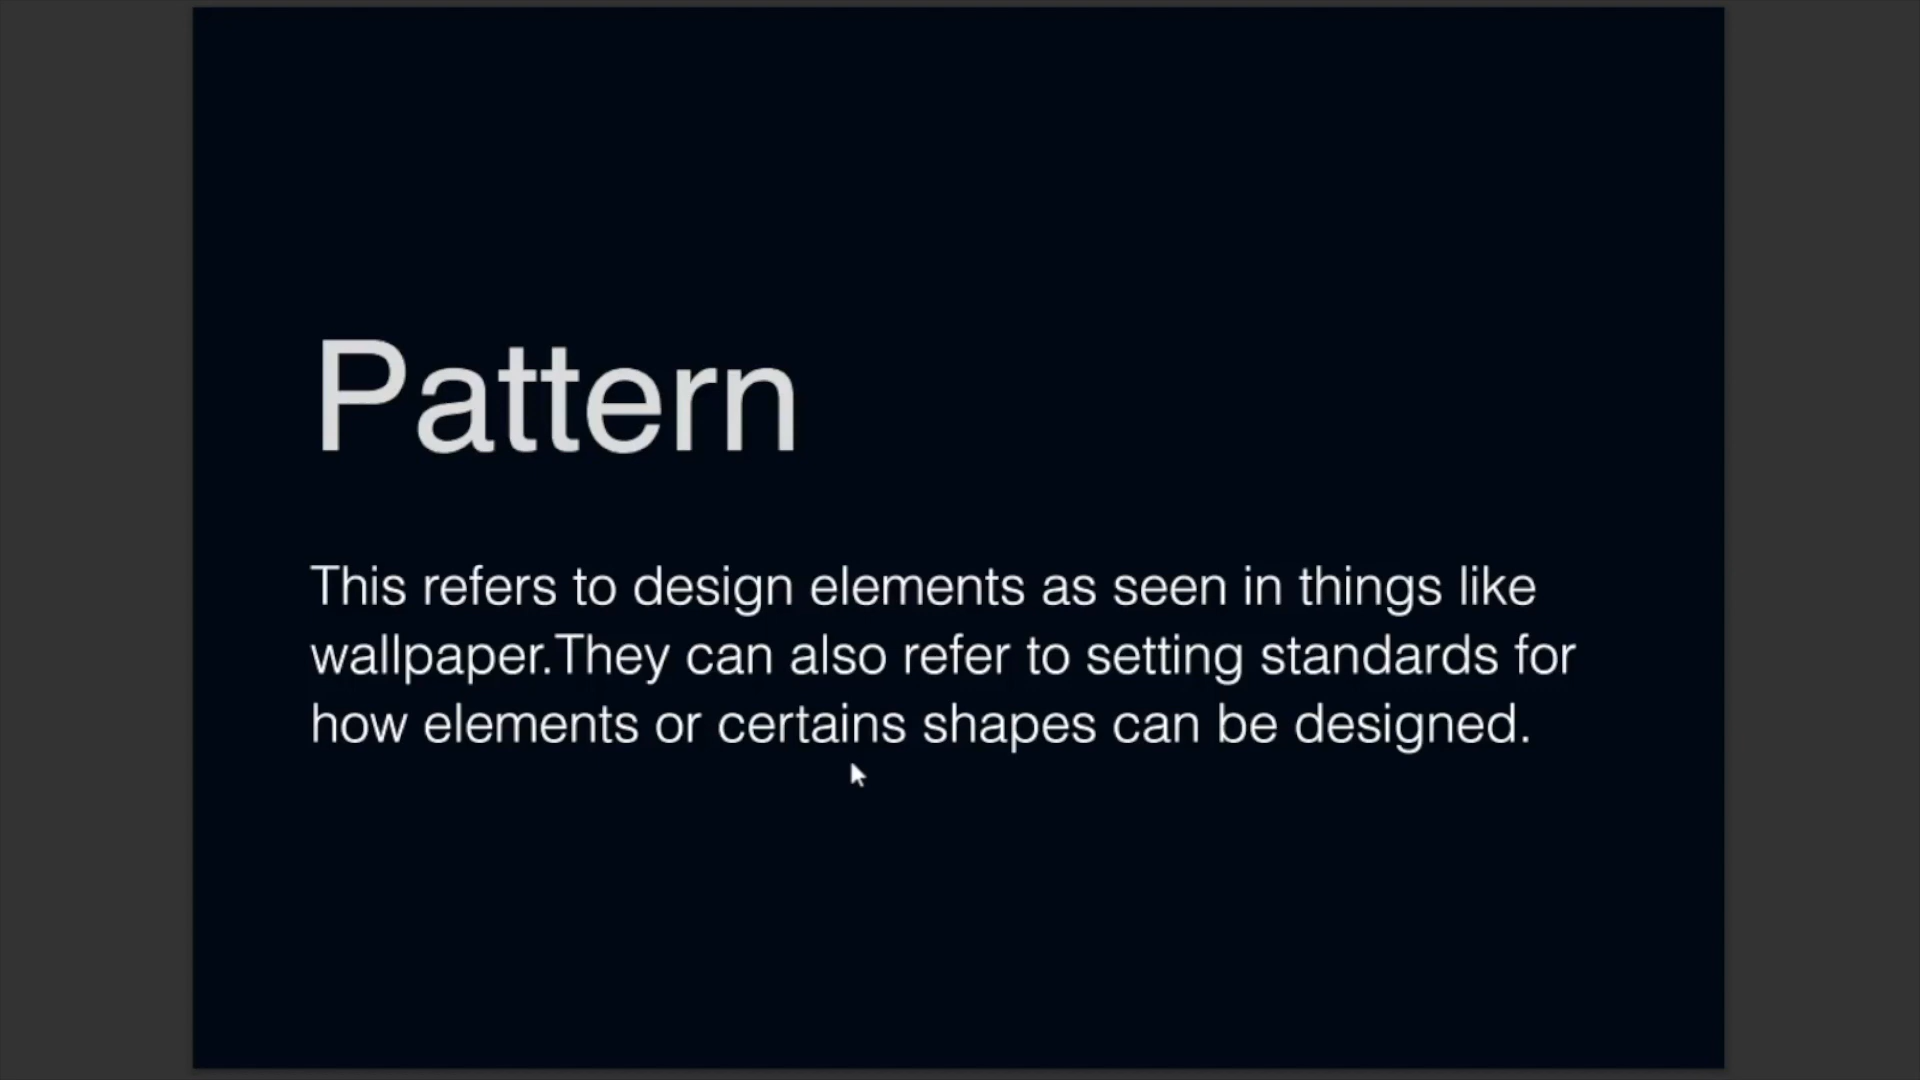 Pattern
This refers to design elements as seen in things like
wallpaper.They can also refer to setting standards for
how elements or certains shapes can be designed.